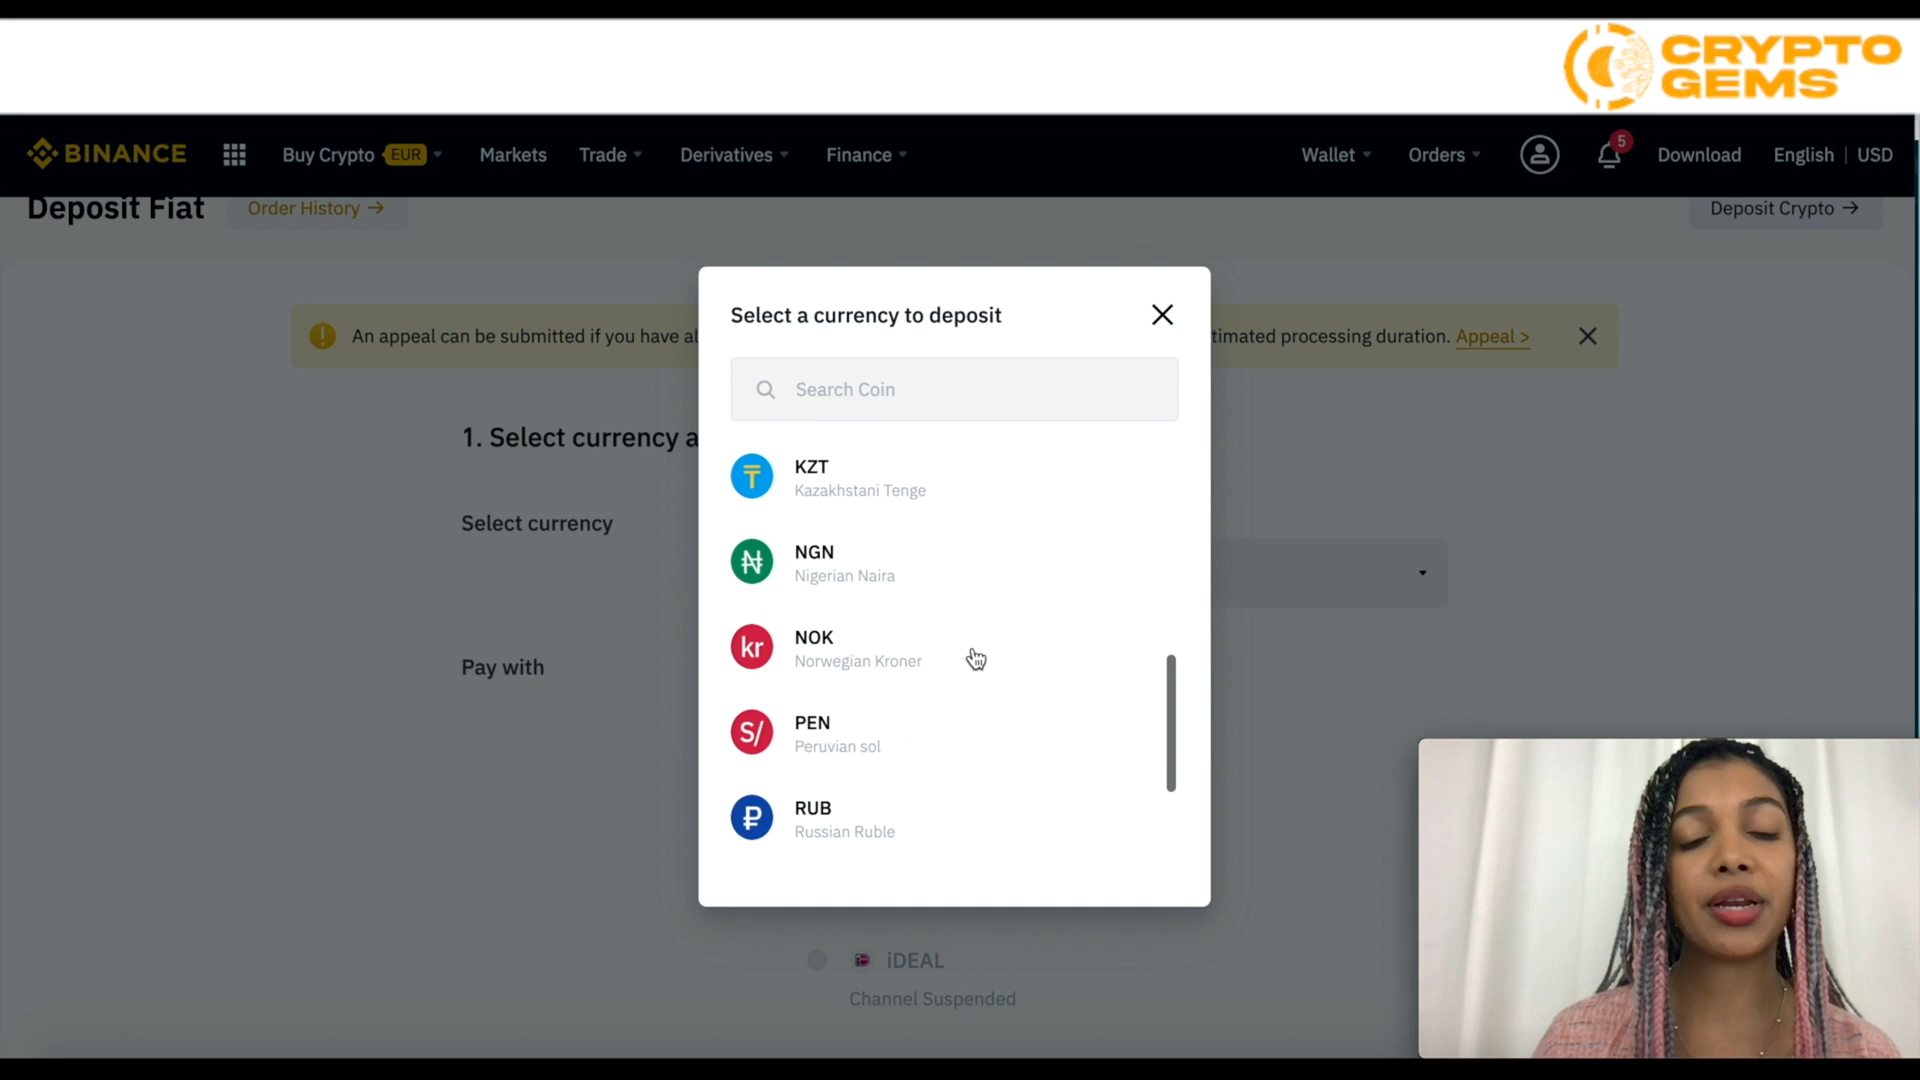 CRYPTO
GEMS
BINANCE
Buy Crypto EUR
Markets
Trade
Derivatives
Finance
Wallet
Orders
5
Download
English | USD
Deposit Fiat
Order History →
Deposit Crypto →
Select a currency to deposit
An appeal can be submitted if you have al
timated processing duration. Appeal >
Search Coin
1. Select currency a
KZT
Kazakhstani Tenge
Select currency
NGN
Nigerian Naira
kr
NOK
Norwegian Kroner
Pay with
S/
PEN
Peruvian sol
RUB
Russian Ruble
iDEAL
Channel Suspended